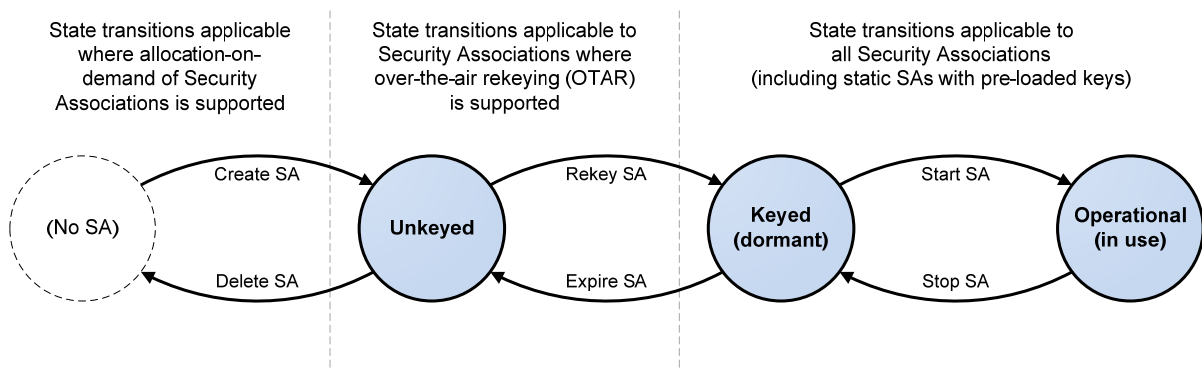 State transitions applicable
where allocation-on-
demand of Security
Associations is supported
State transitions applicable to
Security Associations where
over-the-air rekeying (OTAR)
is supported
State transitions applicable to
all Security Associations
(including static SAs with pre-loaded keys)
(No SA)
Create SA
Delete SA
Unkeyed
Rekey SA
Expire SA
Keyed
(dormant)
Start SA
Stop SA
Operational
(in use)